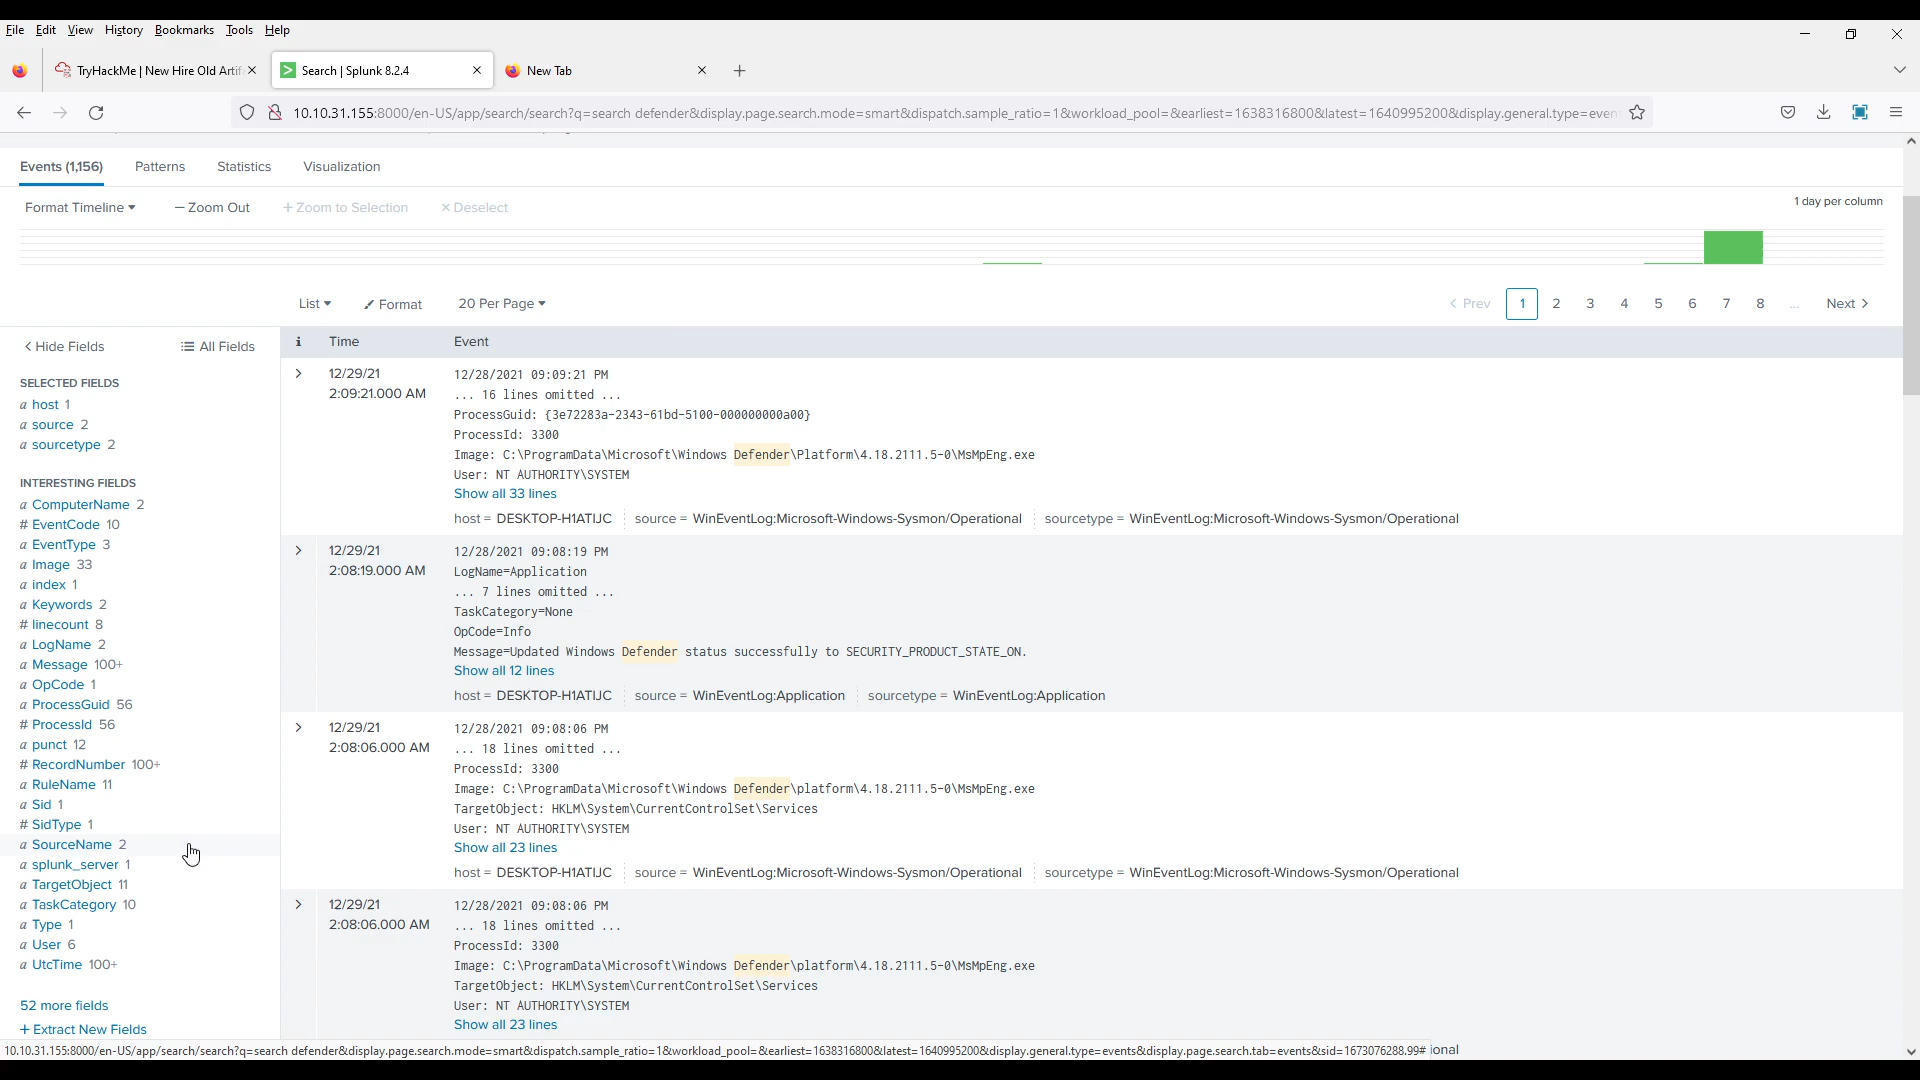 File Edit View History Bookmarks Tools Help
TryHackMe | New Hire Old Artif
Search | Splunk 8.2.4
New Tab
10.10.31.155:8000/en-US/app/search/search?q=search defender&display.page.search.mode=smart&dispatch.sample_ratio=1&workload_pool=&earliest=1638316800&latest=1640995200&display.general.type=even
Events (1,156) Patterns Statistics Visualization
Format Timeline — Zoom Out + Zoom to Selection × Deselect
1 day per column
List Format 20 Per Page
< Prev 1 2 3 4 5 6 7 8 ... Next >
< Hide Fields All Fields
SELECTED FIELDS
a host 1
a source 2
a sourcetype 2
INTERESTING FIELDS
a ComputerName 2
# EventCode 10
a EventType 3
a Image 33
a index 1
a Keywords 2
# linecount 8
a LogName 2
a Message 100+
a OpCode 1
a ProcessGuid 56
# ProcessId 56
a punct 12
# RecordNumber 100+
a RuleName 11
a Sid 1
# SidType 1
a SourceName 2
a splunk_server 1
a TargetObject 11
a TaskCategory 10
a Type 1
a User 6
a UtcTime 100+
52 more fields
+ Extract New Fields
i Time Event
12/29/21
2:09:21.000 AM
12/28/2021 09:09:21 PM
... 16 lines omitted ...
ProcessGuid: {3e72283a-2343-61bd-5100-000000000a00}
ProcessId: 3300
Image: C:\ProgramData\Microsoft\Windows Defender\Platform\4.18.2111.5-0\MsMpEng.exe
User: NT AUTHORITY\SYSTEM
Show all 33 lines
host = DESKTOP-H1ATIJC source = WinEventLog:Microsoft-Windows-Sysmon/Operational sourcetype = WinEventLog:Microsoft-Windows-Sysmon/Operational
12/29/21
2:08:19.000 AM
12/28/2021 09:08:19 PM
LogName=Application
... 7 lines omitted ...
TaskCategory=None
OpCode=Info
Message=Updated Windows Defender status successfully to SECURITY_PRODUCT_STATE_ON.
Show all 12 lines
host = DESKTOP-H1ATIJC source = WinEventLog:Application sourcetype = WinEventLog:Application
12/29/21
2:08:06.000 AM
12/28/2021 09:08:06 PM
... 18 lines omitted ...
ProcessId: 3300
Image: C:\ProgramData\Microsoft\Windows Defender\platform\4.18.2111.5-0\MsMpEng.exe
TargetObject: HKLM\System\CurrentControlSet\Services
User: NT AUTHORITY\SYSTEM
Show all 23 lines
host = DESKTOP-H1ATIJC source = WinEventLog:Microsoft-Windows-Sysmon/Operational sourcetype = WinEventLog:Microsoft-Windows-Sysmon/Operational
12/29/21
2:08:06.000 AM
12/28/2021 09:08:06 PM
... 18 lines omitted ...
ProcessId: 3300
Image: C:\ProgramData\Microsoft\Windows Defender\platform\4.18.2111.5-0\MsMpEng.exe
TargetObject: HKLM\System\CurrentControlSet\Services
User: NT AUTHORITY\SYSTEM
Show all 23 lines
10.10.31.155:8000/en-US/app/search/search?q=search defender&display.page.search.mode=smart&dispatch.sample_ratio=1&workload_pool=&earliest=1638316800&latest=1640995200&display.general.type=events&display.page.search.tab=events&sid=1673076288.99# ional